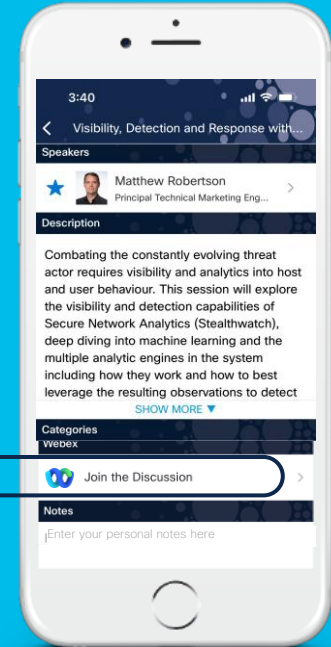 3:40
Visibility, Detection and Response with...
Speakers
Matthew Robertson
Principal Technical Marketing Eng...
Description
Combating the constantly evolving threat
actor requires visibility and analytics into host
and user behaviour. This session will explore
the visibility and detection capabilities of
Secure Network Analytics (Stealthwatch),
deep diving into machine learning and the
multiple analytic engines in the system
including how they work and how to best
leverage the resulting observations to detect
SHOW MORE ▼
Categories
Webex
Join the Discussion
Notes
Enter your personal notes here